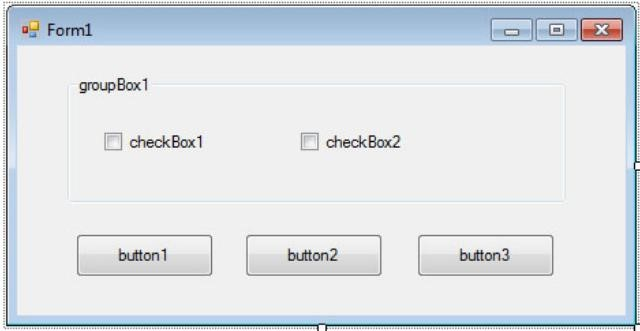 Form1
groupBox1
checkBox1 checkBox2
button1 button2 button3